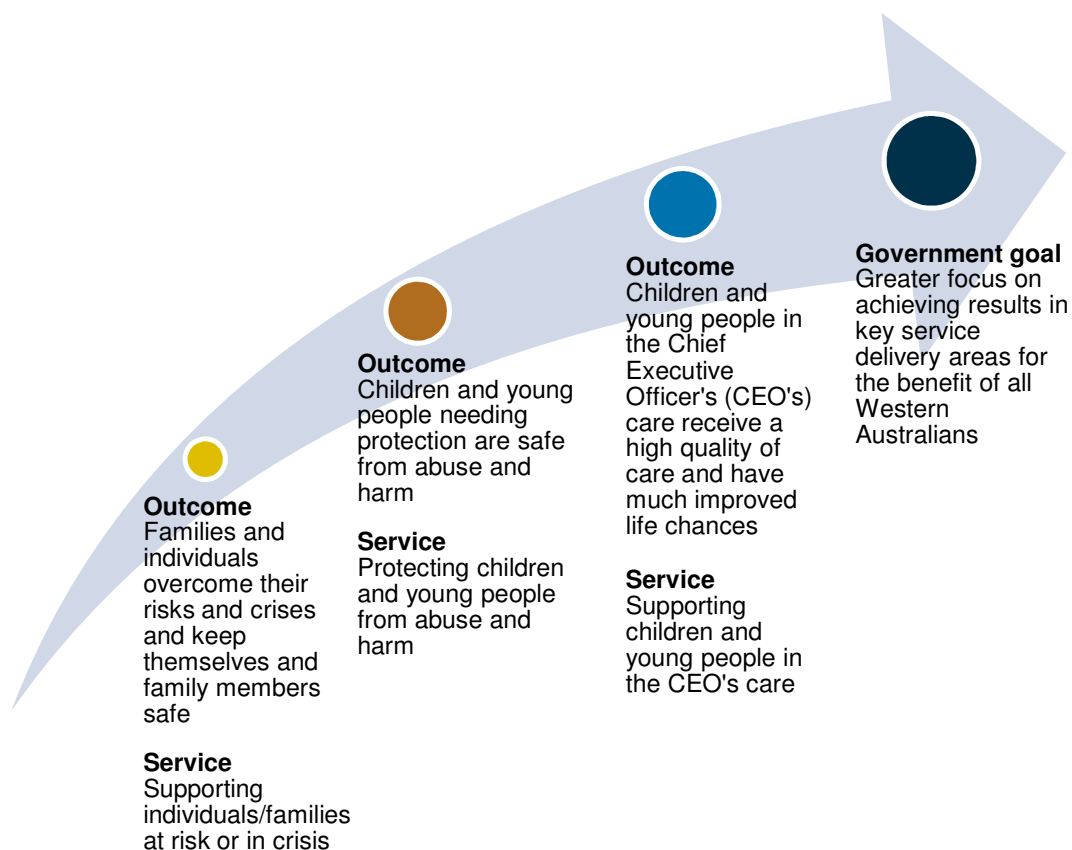 Outcome
Families and
individuals
overcome their
risks and crises
and keep
themselves and
family members
safe
Service
Supporting
individuals/families
at risk or in crisis
Outcome
Children and young
people needing
protection are safe
from abuse and
harm
Service
Protecting children
and young people
from abuse and
harm
Outcome
Children and
young people in
the Chief
Executive
Officer's (CEO's)
care receive a
high quality of
care and have
much improved
life chances
Service
Supporting
children and
young people in
the CEO's care
Government goal
Greater focus on
achieving results in
key service
delivery areas for
the benefit of all
Western
Australians